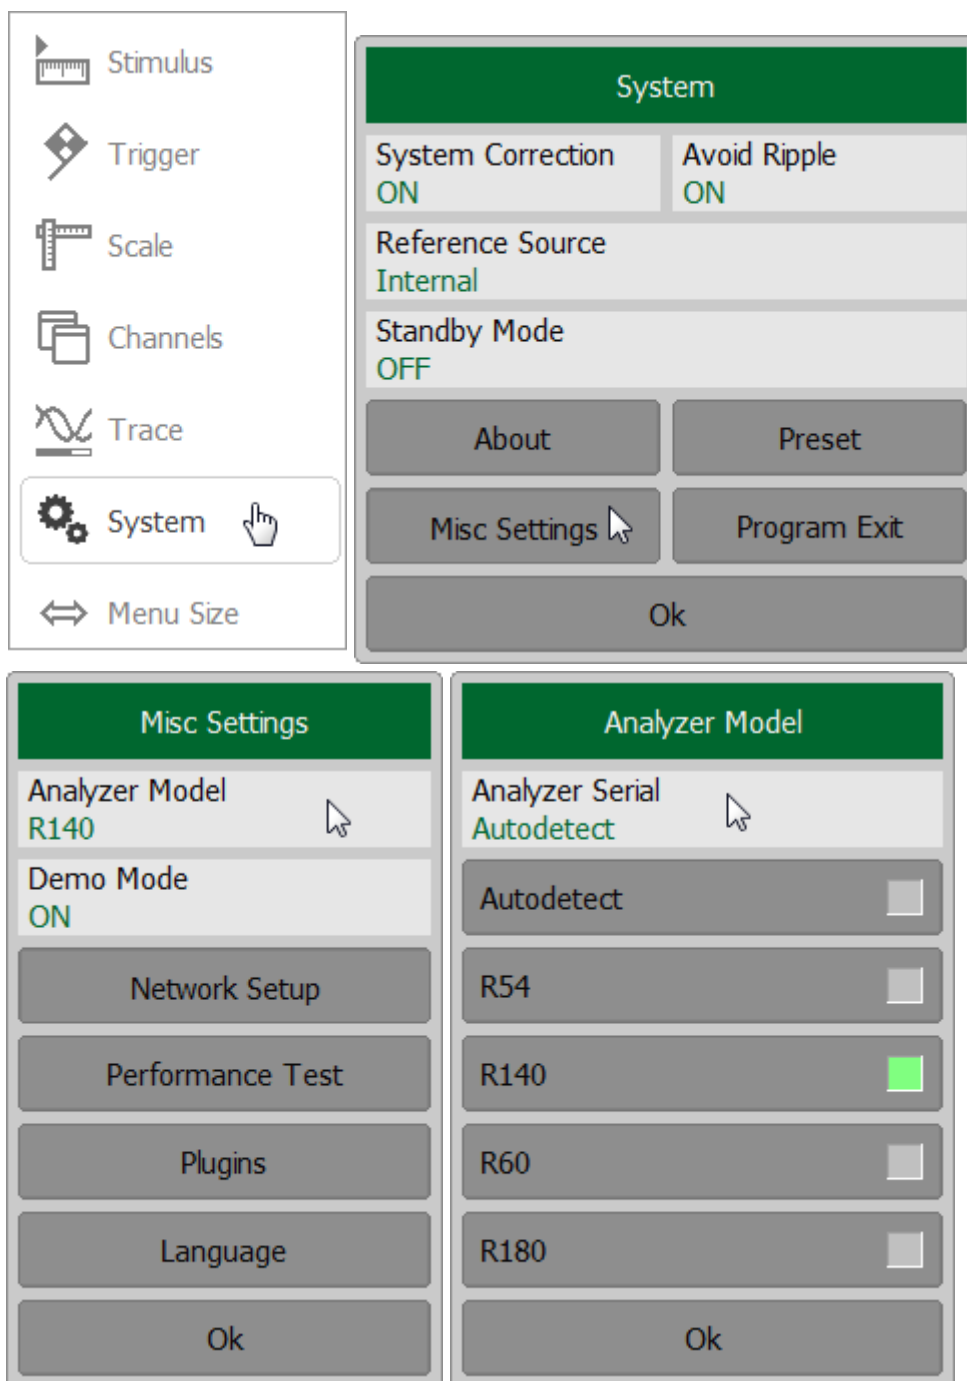 Stimulus
Trigger
Scale
Channels
Trace
System
Menu Size
System
System Correction
ON
Avoid Ripple
ON
Reference Source
Internal
Standby Mode
OFF
About
Preset
Misc Settings
Program Exit
Ok
Misc Settings
Analyzer Model
R140
Demo Mode
ON
Network Setup
Performance Test
Plugins
Language
Ok
Analyzer Model
Analyzer Serial
Autodetect
Autodetect
R54
R140
R60
R180
Ok